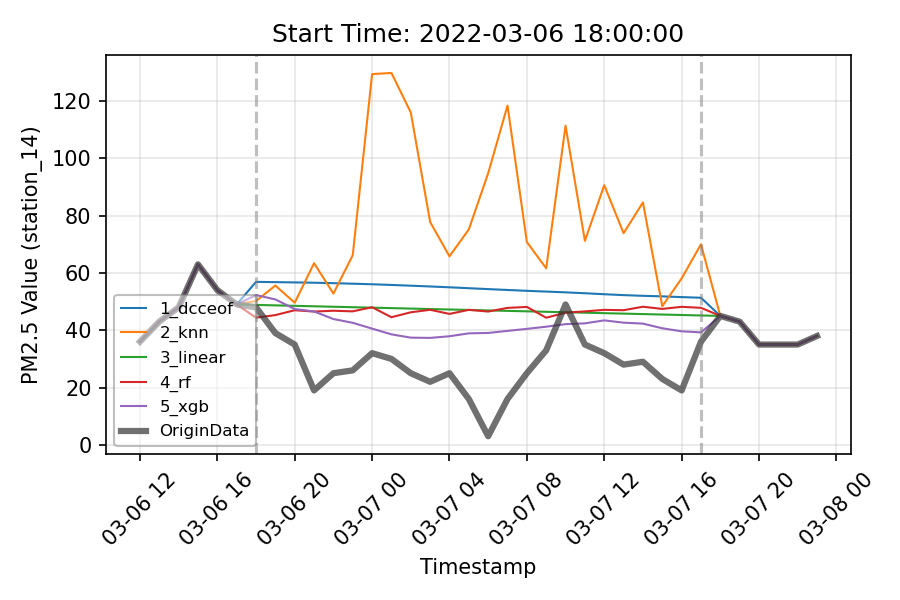 Start Time: 2022-03-06 18:00:00
PM2.5 Value (station_14)
120
100
80
60
40
20
0
1_dcceof
2_knn
3_linear
4_rf
5_xgb
OriginData
03-06 12
03-06 16
03-06 20
03-07 00
03-07 04
03-07 08
03-07 12
03-07 16
03-07 20
03-08 00
Timestamp